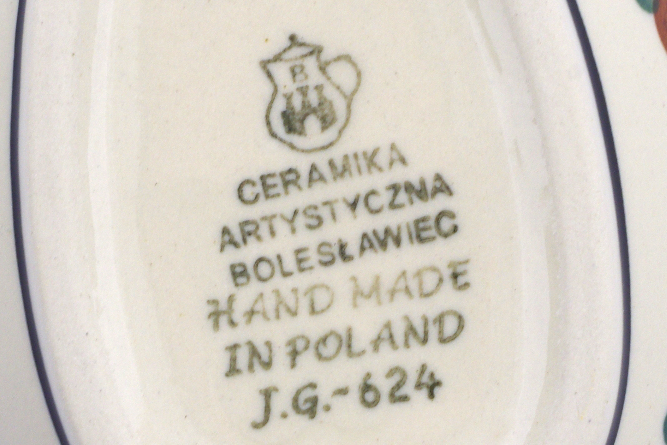 B
CERAMIKA
ARTYSTYCZNA
BOLESŁAWIEC
HAND MADE
IN POLAND
J.G.-624